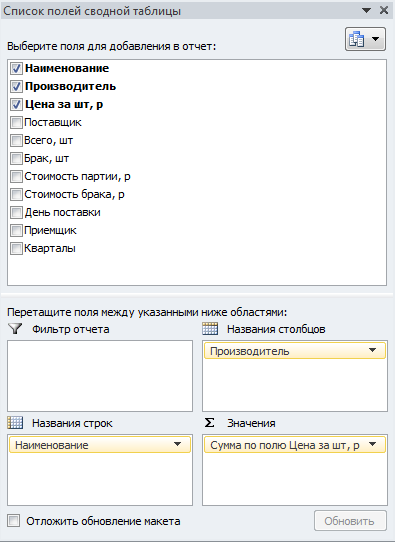 Список полей сводной таблицы
Выберите поля для добавления в отчет:
Наименование
Производитель
Цена за шт, р
Поставщик
Всего, шт
Брак, шт
Стоимость партии, р
Стоимость брака, р
День поставки
Приемщик
Кварталы
Перетащите поля между указанными ниже областями:
Фильтр отчета
Названия столбцов
Производитель
Названия строк
Σ Значения
Наименование
Сумма по полю Цена за шт, р
Отложить обновление макета
Обновить